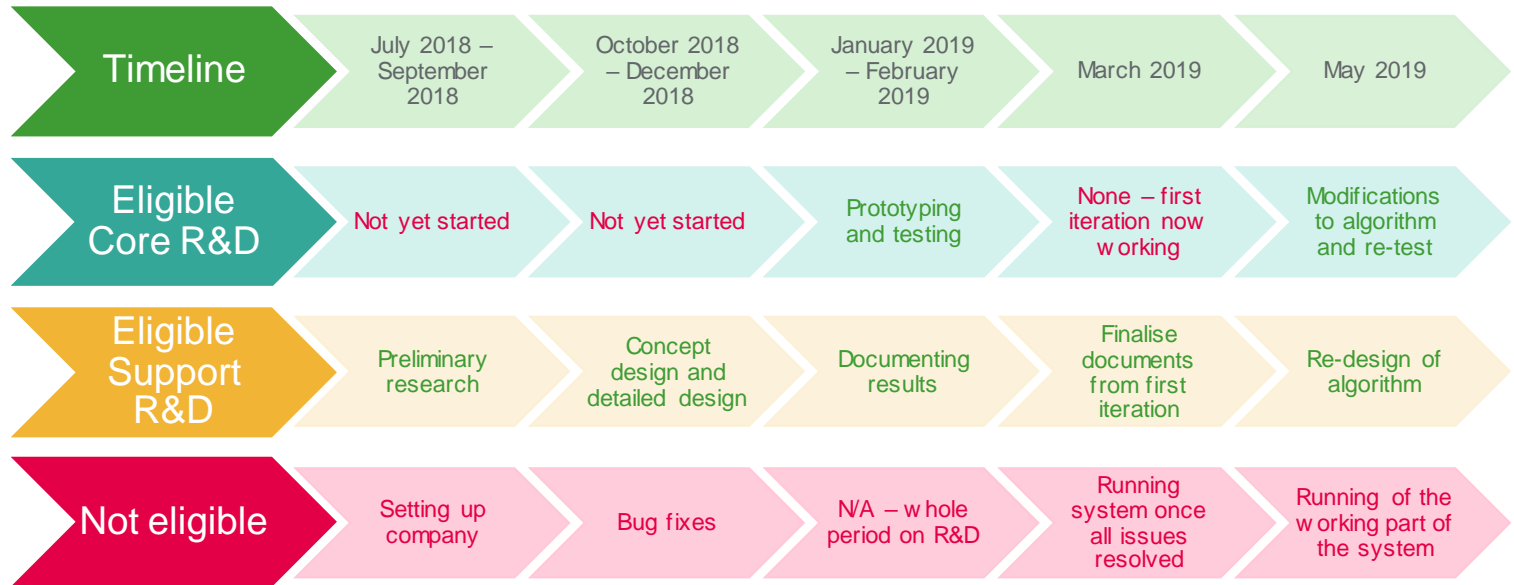 Timeline
July 2018 –
September
2018
October 2018
– December
2018
January 2019
– February
2019
March 2019
May 2019
Eligible
Core R&D
Not yet started
Not yet started
Prototyping
and testing
None – first
iteration now
working
Modifications
to algorithm
and re-test
Eligible
Support
R&D
Preliminary
research
Concept
design and
detailed design
Documenting
results
Finalise
documents
from first
iteration
Re-design of
algorithm
Not eligible
Setting up
company
Bug fixes
N/A – whole
period on R&D
Running
system once
all issues
resolved
Running of the
working part of
the system